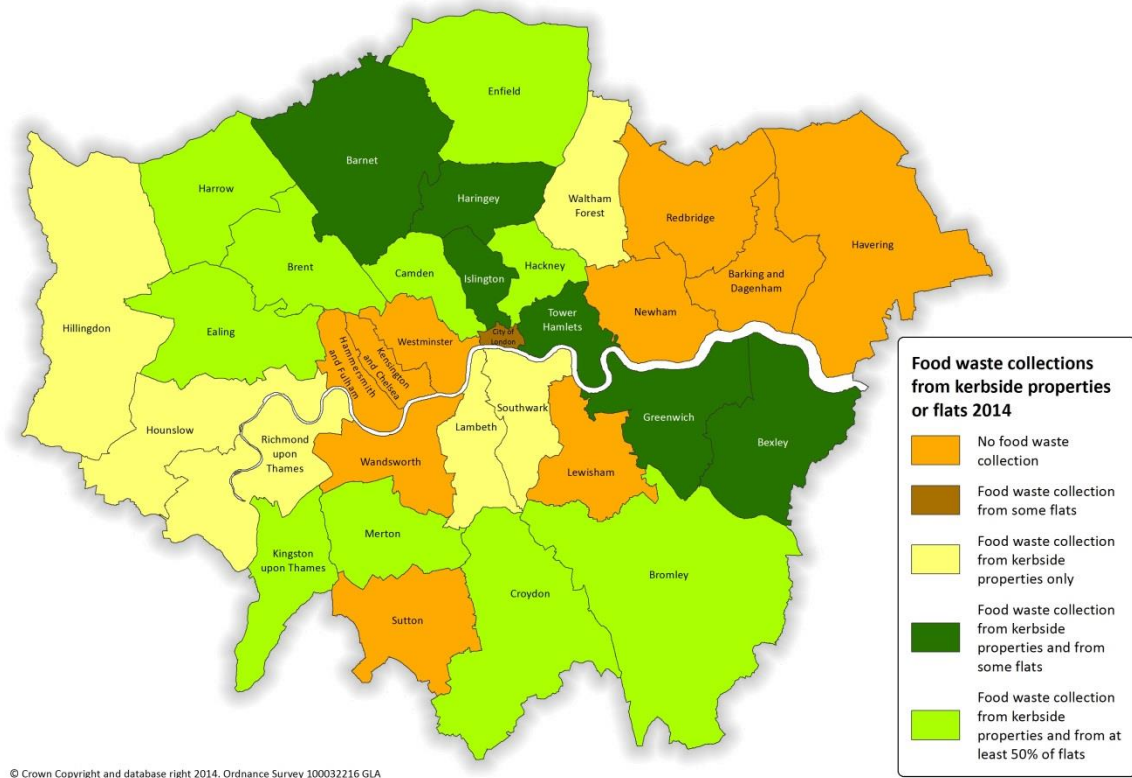 Enfield
Barnet
Harrow
Haringey
Waltham
Forest
Redbridge
Havering
Brent
Camden
Islington
Hackney
Barking and
Dagenham
Hillingdon
Ealing
Tower
Hamlets
Newham
Westminster
City of
London
Kensington
and Chelsea
Hammersmith
and Fulham
Hounslow
Richmond
upon
Thames
Southwark
Lambeth
Greenwich
Bexley
Wandsworth
Lewisham
Merton
Kingston
upon Thames
Bromley
Croydon
Sutton
Food waste collections
from kerbside properties
or flats 2014
No food waste
collection
Food waste collection
from some flats
Food waste collection
from kerbside
properties only
Food waste collection
from kerbside
properties and from
some flats
Food waste collection
from kerbside
properties and from at
least 50% of flats
© Crown Copyright and database right 2014. Ordnance Survey 100032216 GLA